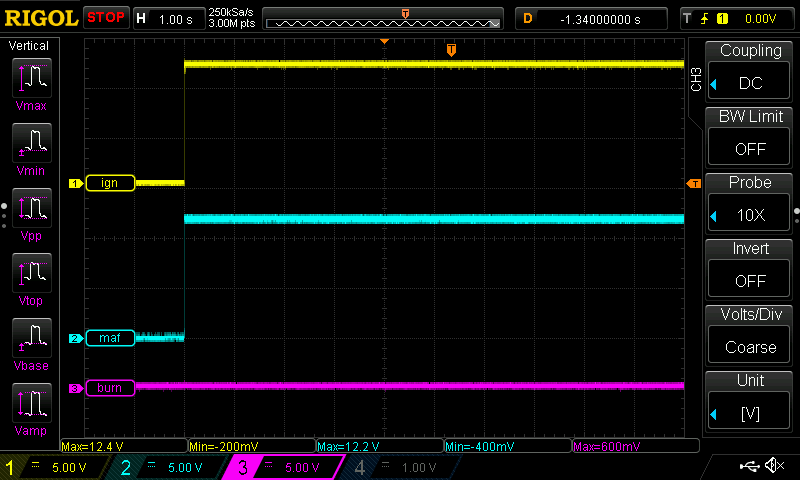 RIGOL STOP H 1.00 s 250kSa/s 3.00M pts T D -1.34000000 s T 1 0.00V
Vertical
Vmax
Vmin
Vpp
Vtop
Vbase
Vamp
T
1 ign
T
2 maf
3 burn
CH3
Coupling
DC
BW Limit
OFF
Probe
10X
Invert
OFF
Volts/Div
Coarse
Unit
[V]
Max=12.4 V Min=-200mV Max=12.2 V Min=-400mV Max=600mV
1 5.00 V 2 5.00 V 3 5.00 V 4 1.00 V